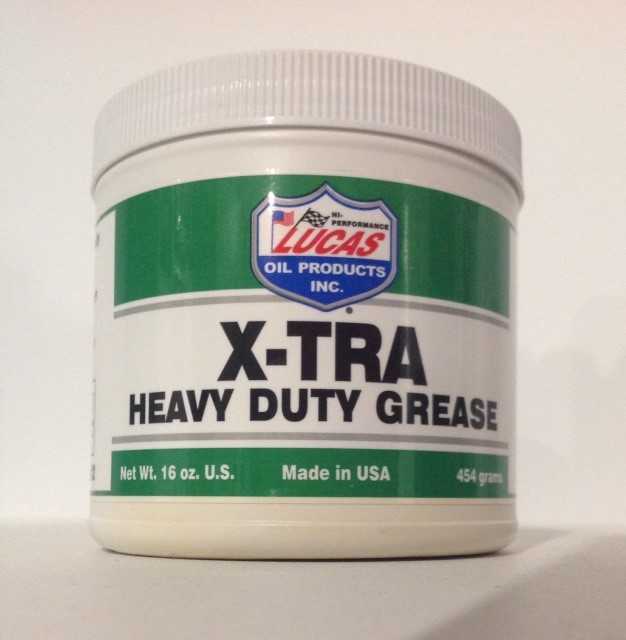 HI-
PERFORMANCE
LUCAS
OIL PRODUCTS
INC.
X-TRA
HEAVY DUTY GREASE
Net Wt. 16 oz. U.S. Made in USA 454 grams